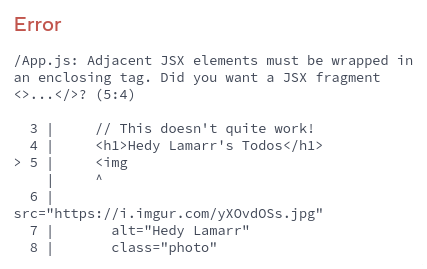 Error
/App.js: Adjacent JSX elements must be wrapped in
an enclosing tag. Did you want a JSX fragment
<>...</>? (5:4)
  3 |     // This doesn't quite work!
  4 |     <h1>Hedy Lamarr's Todos</h1>
> 5 |     <img
    |     ^
  6 |
src="https://i.imgur.com/yXOvdOSs.jpg"
  7 |       alt="Hedy Lamarr"
  8 |       class="photo"